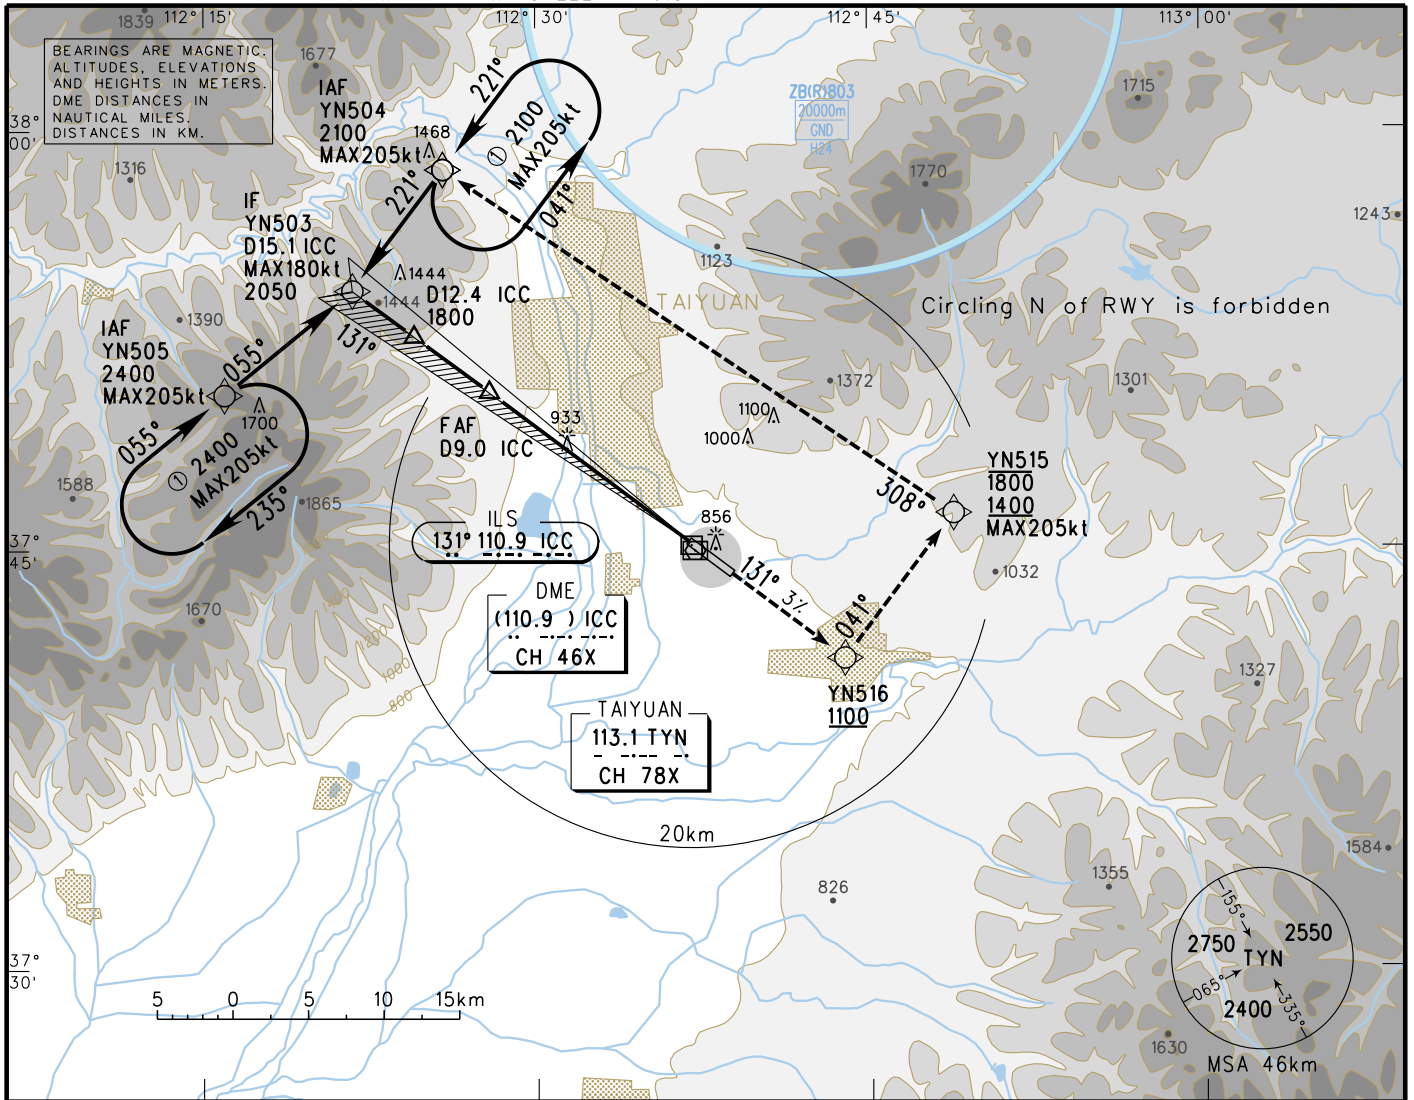 112°15'
112°30'
112°45'
113°00'
BEARINGS ARE MAGNETIC.
ALTITUDES, ELEVATIONS
AND HEIGHTS IN METERS.
DME DISTANCES IN
NAUTICAL MILES.
DISTANCES IN KM.
1839
1677
IAF
YN504
2100
MAX205kt
1468
221°
① 2100
MAX205kt
041°
221°
ZB(R)803
20000m
GND
H24
1715
1770
1243
38°
00'
1316
IF
YN503
D15.1 ICC
MAX180kt
2050
1444
1444
D12.4 ICC
1800
1123
TAIYUAN
Circling N of RWY is forbidden
1390
IAF
YN505
2400
MAX205kt
055°
131°
1372
1301
1100
1000
1700
055°
① 2400
MAX205kt
235°
933
FAF
D9.0 ICC
1588
1865
YN515
1800
1400
MAX205kt
308°
ILS
131° 110.9 ICC
856
37°
45'
131°
3%
1032
DME
(110.9 ) ICC
CH 46X
041°
1670
1400
1200
1000
800
1327
YN516
1100
TAIYUAN
113.1 TYN
CH 78X
20km
1584
826
1355
155°
2750
2550
TYN
065°
2400
335°
MSA 46km
1630
37°
30'
5 0 5 10 15km